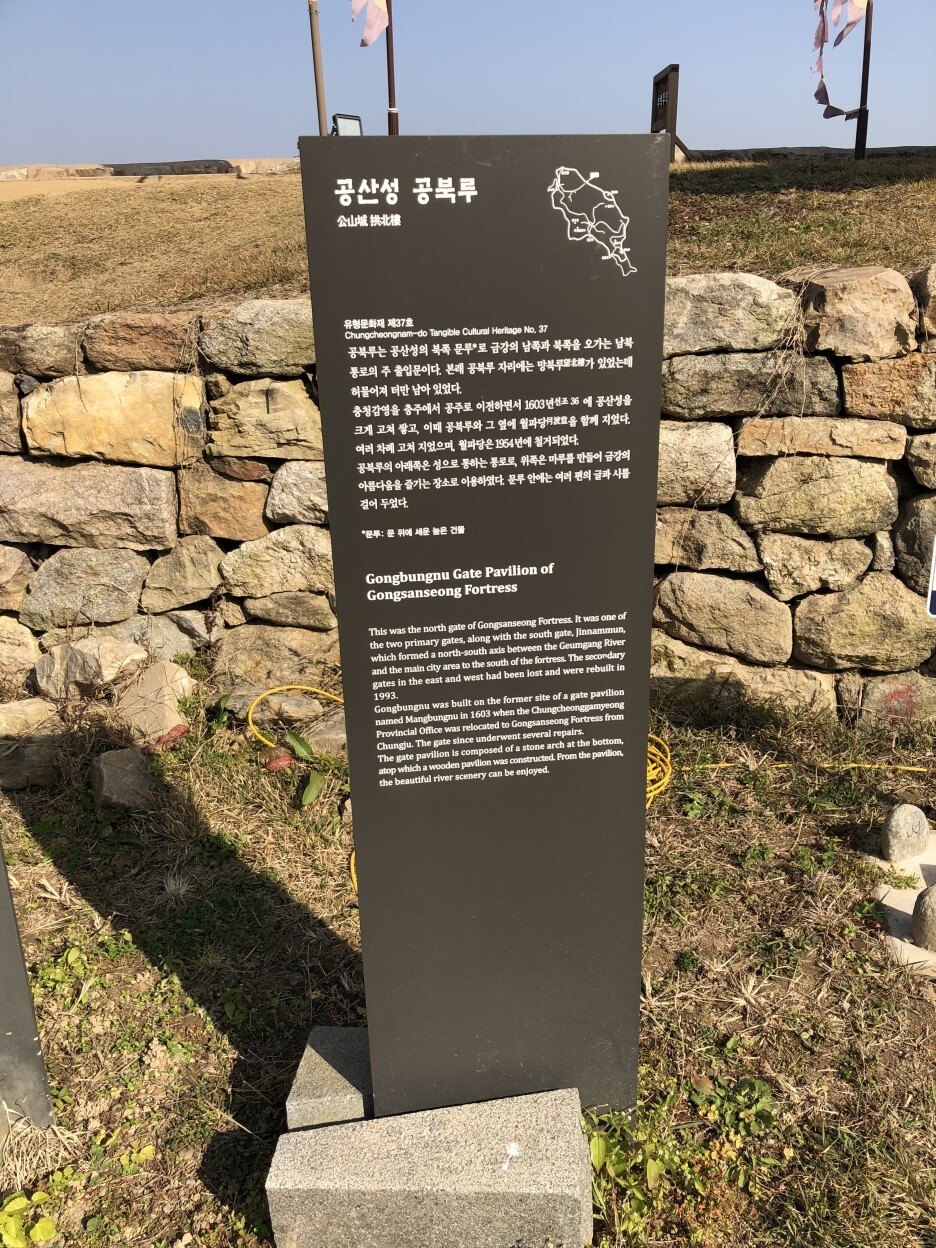 공산성 공북루
公山城 拱北樓
유형문화재 제37호
Chungcheongnam-do Tangible Cultural Heritage No. 37
공북루는 공산성의 북쪽 문루*로 금강의 남쪽과 북쪽을 오가는 남북
통로의 주 출입문이다. 본래 공북루 자리에는 망북루望北樓가 있었는데
허물어져 터만 남아 있었다.
충청감영을 충주에서 공주로 이전하면서 1603년선조 36 에 공산성을
크게 고쳐 쌓고, 이때 공북루와 그 옆에 월파당月波堂을 함께 지었다.
여러 차례 고쳐 지었으며, 월파당은 1954년에 철거되었다.
공북루의 아래쪽은 성으로 통하는 통로로, 위쪽은 마루를 만들어 금강의
아름다움을 즐기는 장소로 이용하였다. 문루 안에는 여러 편의 글과 시를
걸어 두었다.
*문루: 문 위에 세운 높은 건물
Gongbungnu Gate Pavilion of
Gongsanseong Fortress
This was the north gate of Gongsanseong Fortress. It was one of
the two primary gates, along with the south gate, Jinnammun,
which formed a north-south axis between the Geumgang River
and the main city area to the south of the fortress. The secordary
gates in the east and west had been lost and were rebuilt in
1993.
Gongbungnu was built on the former site of a gate pavilion
named Mangbungnu in 1603 when the Chungcheonggamyeong
Provincial Office was relocated to Gongsanseong Fortress from
Chungju. The gate since underwent several repairs.
The gate pavilion is composed of a stone arch at the bottom,
atop which a wooden pavilion was constructed. From the pavilion,
the beautiful river scenery can be enjoyed.